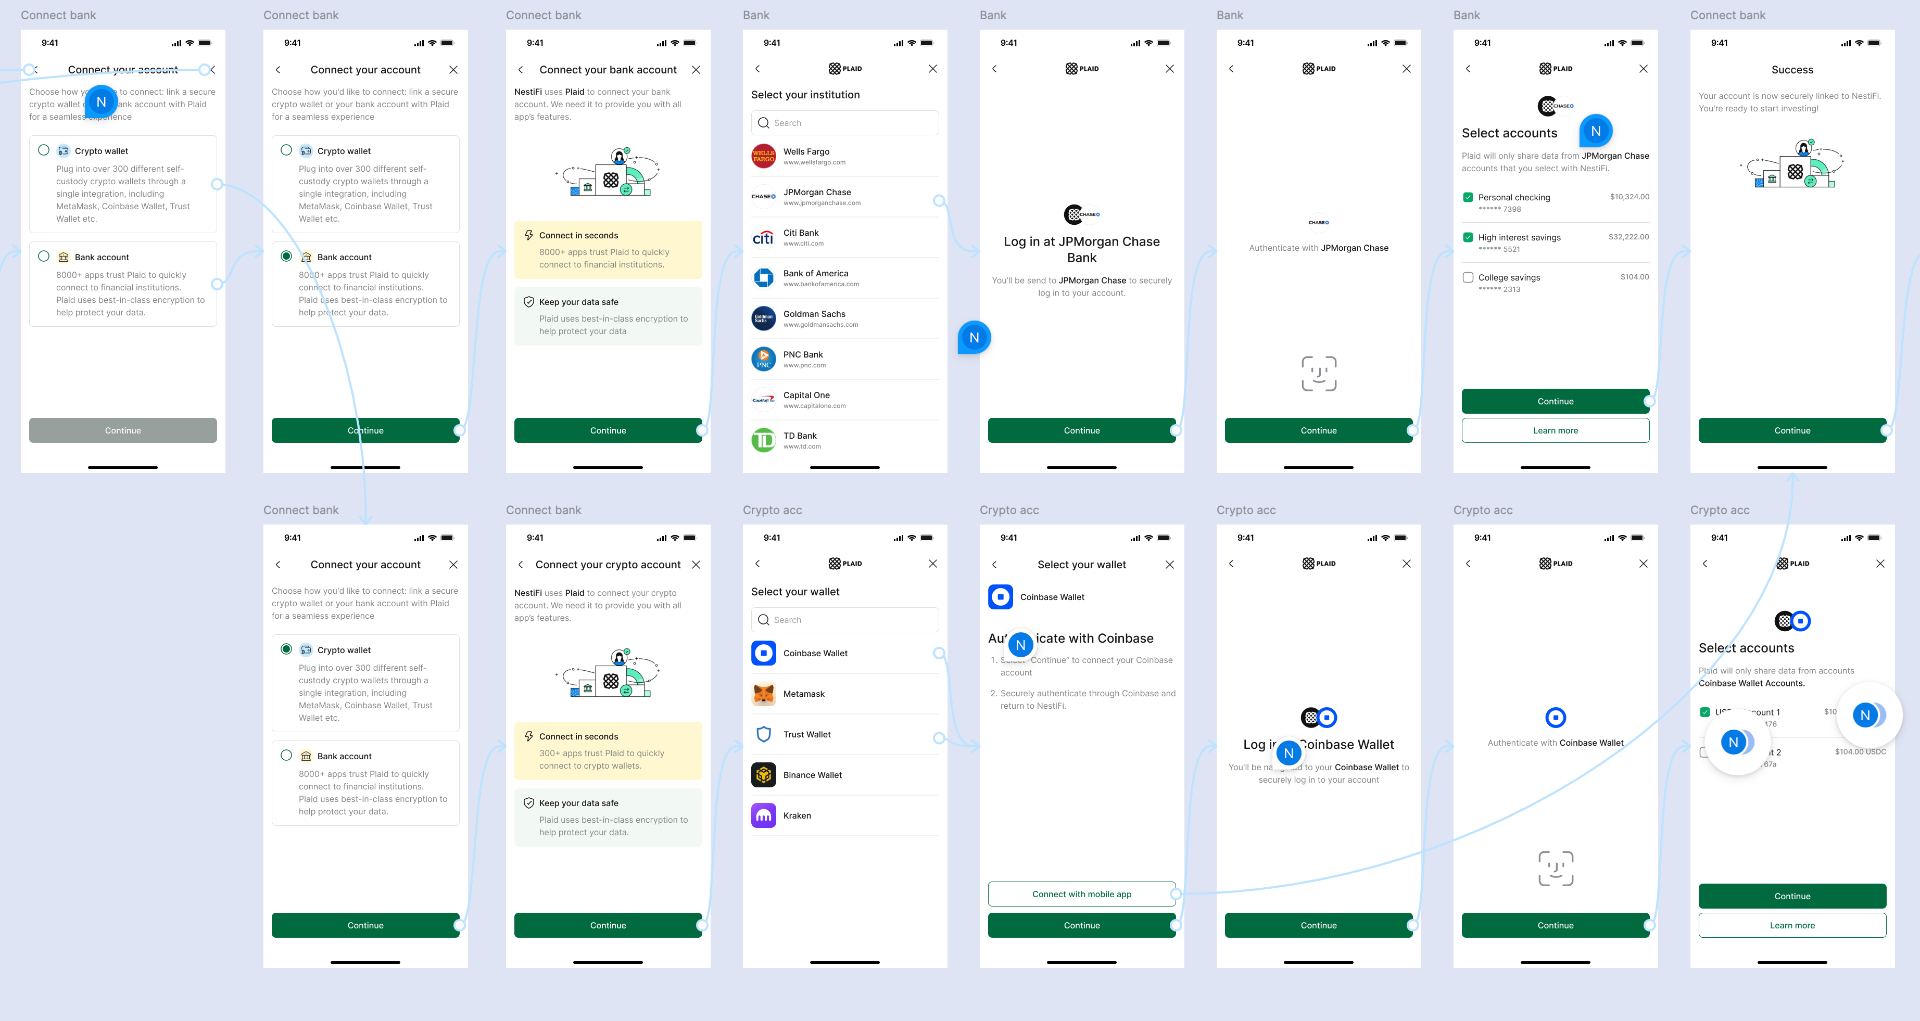 Connect bank
9:41
Connect your account
Choose how
like to connect: link a secure
crypto wallet
bank account with Plaid
for a seamless experience
Crypto wallet
Plug into over 300 different self-
custody crypto wallets through a
single integration, including
MetaMask, Coinbase Wallet, Trust
Wallet etc.
Bank account
8000+ apps trust Plaid to quickly
connect to financial institutions.
Plaid uses best-in-class encryption to
help protect your data.
Continue
N
Connect bank
9:41
Connect your account
Choose how you'd like to connect: link a secure
crypto wallet or your bank account with Plaid
for a seamless experience
Crypto wallet
Plug into over 300 different self-
custody crypto wallets through a
single integration, including
MetaMask, Coinbase Wallet, Trust
Wallet etc.
Bank account
8000+ apps trust Plaid to quickly
connect to financial institutions.
Plaid uses best-in-class encryption to
help protect your data.
Continue
Connect bank
9:41
Connect your bank account
NestiFi uses Plaid to connect your bank
account. We need it to provide you with all
app's features.
Connect in seconds
8000+ apps trust Plaid to quickly
connect to financial institutions.
Keep your data safe
Plaid uses best-in-class encryption to
help protect your data
Continue
Bank
9:41
PLAID
Select your institution
Search
WELLS
FARGO
Wells Fargo
www.wellsfargo.com
CHASE
JPMorgan Chase
www.jpmorganchase.com
citi
Citi Bank
www.citi.com
Bank of America
www.bankofamerica.com
Goldman
Sachs
Goldman Sachs
www.goldmansachs.com
PNC
PNC Bank
www.pnc.com
Capital One
Capital One
www.capitalone.com
TD
TD Bank
www.td.com
N
Bank
9:41
PLAID
CHASE
Log in at JPMorgan Chase
Bank
You'll be send to JPMorgan Chase to securely
log in to your account.
Continue
Bank
9:41
PLAID
CHASE
Authenticate with JPMorgan Chase
Continue
Bank
9:41
PLAID
CHASE
N
Select accounts
Plaid will only share data from JPMorgan Chase
accounts that you select with NestiFi.
Personal checking $10,324.00
****** 7398
High interest savings $32,222.00
****** 5521
College savings $104.00
****** 2313
Continue
Learn more
Connect bank
9:41
Success
Your account is now securely linked to NestiFi.
You're ready to start investing!
Continue
Connect bank
9:41
Connect your account
Choose how you'd like to connect: link a secure
crypto wallet or your bank account with Plaid
for a seamless experience
Crypto wallet
Plug into over 300 different self-
custody crypto wallets through a
single integration, including
MetaMask, Coinbase Wallet, Trust
Wallet etc.
Bank account
8000+ apps trust Plaid to quickly
connect to financial institutions.
Plaid uses best-in-class encryption to
help protect your data.
Continue
Connect bank
9:41
Connect your crypto account
NestiFi uses Plaid to connect your crypto
account. We need it to provide you with all
app's features.
Connect in seconds
300+ apps trust Plaid to quickly
connect to crypto wallets.
Keep your data safe
Plaid uses best-in-class encryption to
help protect your data.
Continue
Crypto acc
9:41
PLAID
Select your wallet
Search
Coinbase Wallet
Metamask
Trust Wallet
Binance Wallet
Kraken
Crypto acc
9:41
Select your wallet
Coinbase Wallet
with Coinbase
N
1. "Continue" to connect your Coinbase
account
2. Securely authenticate through Coinbase and
return to NestiFi.
Connect with mobile app
Continue
Crypto acc
9:41
PLAID
Log in Coinbase Wallet
N
You'll be to your Coinbase Wallet to
securely log in to your account
Continue
Crypto acc
9:41
PLAID
Authenticate with Coinbase Wallet
Continue
Crypto acc
9:41
PLAID
Select accounts
Plaid will only share data from accounts
Coinbase Wallet Accounts.
1
N
N
2 $104.00 USDC
67a
Continue
Learn more